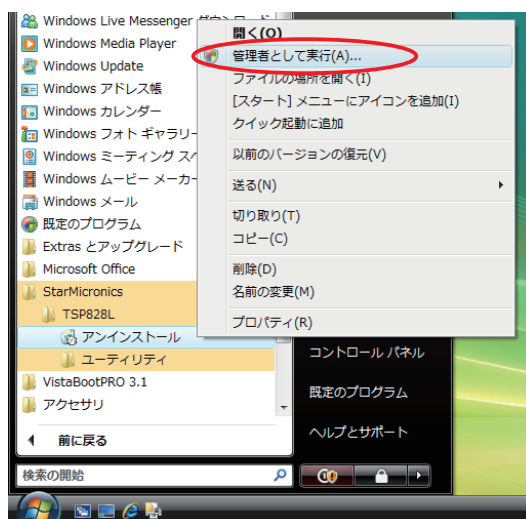 Windows Live Messenger ダウンロード
Windows Media Player
Windows Update
Windows アドレス帳
Windows カレンダー
Windows フォト ギャラリー
Windows ミーティング スペ
Windows ムービー メーカー
Windows メール
既定のプログラム
Extras とアップグレード
Microsoft Office
StarMicronics
TSP828L
アンインストール
ユーティリティ
VistaBootPRO 3.1
アクセサリ
前に戻る
検索の開始
開く(O)
管理者として実行(A)...
ファイルの場所を開く(I)
[スタート] メニューにアイコンを追加(I)
クイック起動に追加
以前のバージョンの復元(V)
送る(N)
切り取り(T)
コピー(C)
削除(D)
名前の変更(M)
プロパティ(R)
コントロール パネル
既定のプログラム
ヘルプとサポート